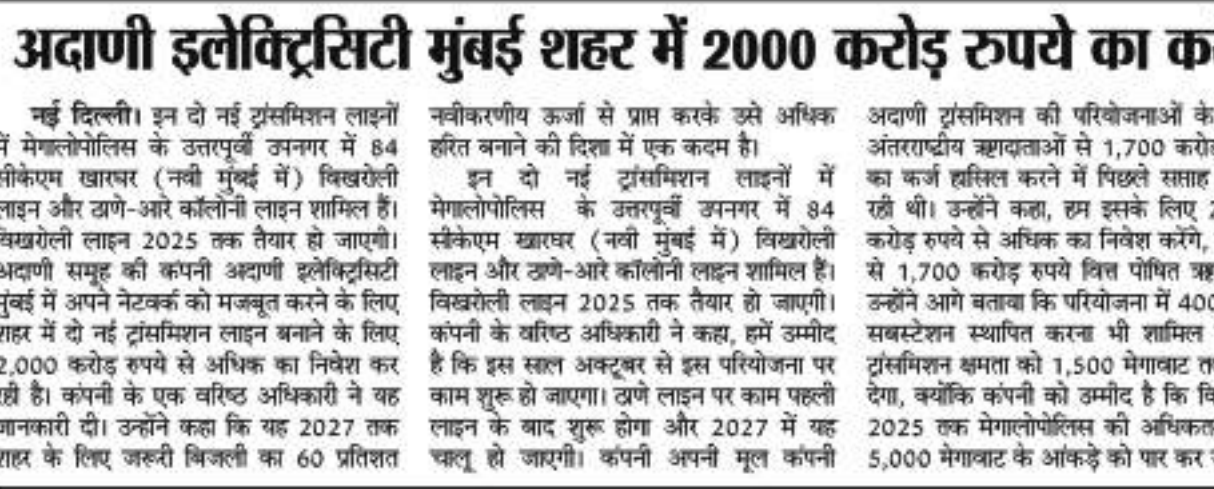 अदाणी इलेक्ट्रिसिटी मुंबई शहर में 2000 करोड़ रुपये का
नई दिल्ली। इन दो नई ट्रांसमिशन लाइनों
में मेगालोपोलिस के उत्तरपूर्वी उपनगर में 84
सीकेएम खारघर (नवी मुंबई में) विखरोली
लाइन और ठाणे-आरे कॉलोनी लाइन शामिल हैं।
विखरोली लाइन 2025 तक तैयार हो जाएगी।
अदाणी समूह की कंपनी अदाणी इलेक्ट्रिसिटी
मुंबई में अपने नेटवर्क को मजबूत करने के लिए
शहर में दो नई ट्रांसमिशन लाइन बनाने के लिए
2,000 करोड़ रुपये से अधिक का निवेश कर
रही है। कंपनी के एक वरिष्ठ अधिकारी ने यह
जानकारी दी। उन्होंने कहा कि यह 2027 तक
शहर के लिए जरूरी बिजली का 60 प्रतिशत
नवीकरणीय ऊर्जा से प्राप्त करके उसे अधिक
हरित बनाने की दिशा में एक कदम है।
इन दो नई ट्रांसमिशन लाइनों में
मेगालोपोलिस के उत्तरपूर्वी उपनगर में 84
सीकेएम खारघर (नवी मुंबई में) विखरोली
लाइन और ठाणे-आरे कॉलोनी लाइन शामिल हैं।
विखरोली लाइन 2025 तक तैयार हो जाएगी।
कंपनी के वरिष्ठ अधिकारी ने कहा, हमें उम्मीद
है कि इस साल अक्टूबर से इस परियोजना पर
काम शुरू हो जाएगा। ठाणे लाइन पर काम पहली
लाइन के बाद शुरू होगा और 2027 में यह
चालू हो जाएगी। कंपनी अपनी मूल कंपनी
अदाणी ट्रांसमिशन की परियोजनाओं के
अंतरराष्ट्रीय ऋणदाताओं से 1,700 करोड़
का कर्ज हासिल करने में पिछले सप्ताह
रही थी। उन्होंने कहा, हम इसके लिए
करोड़ रुपये से अधिक का निवेश करेंगे,
से 1,700 करोड़ रुपये वित्त पोषित
उन्होंने आगे बताया कि परियोजना में 400
सबस्टेशन स्थापित करना भी शामिल
ट्रांसमिशन क्षमता को 1,500 मेगावाट
देगा, क्योंकि कंपनी को उम्मीद है कि
2025 तक मेगालोपोलिस की
5,000 मेगावाट के आंकड़े को पार कर